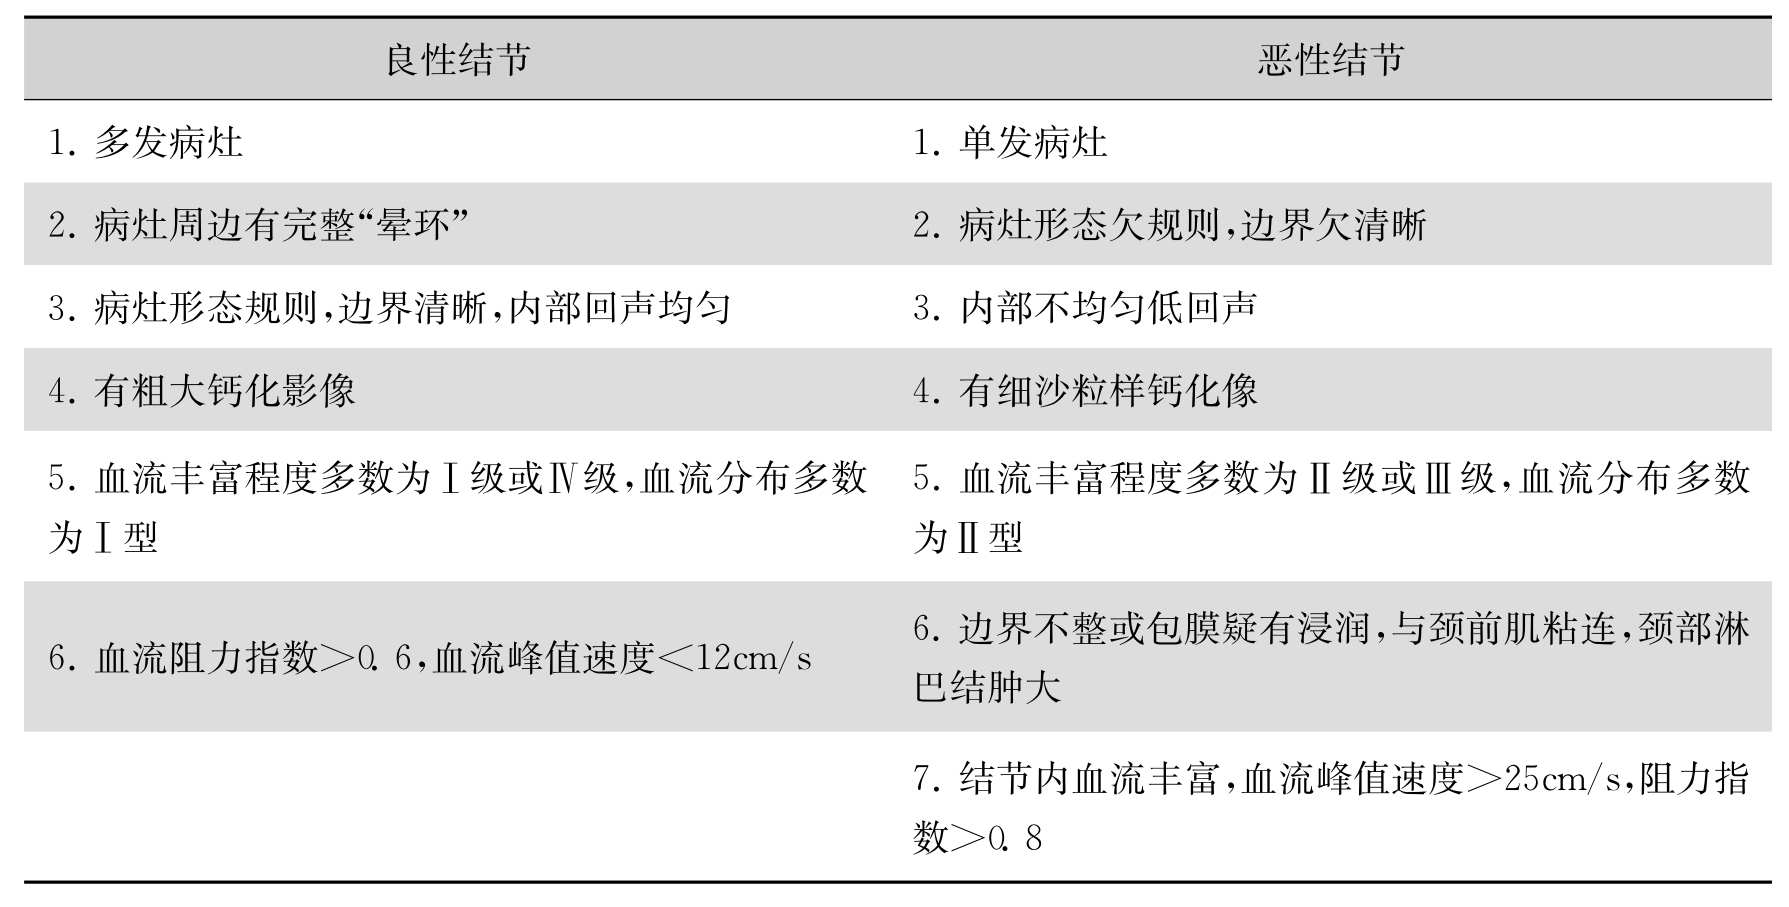 良性结节
恶性结节
1. 多发病灶
1. 单发病灶
2. 病灶周边有完整“晕环”
2. 病灶形态欠规则,边界欠清晰
3. 病灶形态规则,边界清晰,内部回声均匀
3. 内部不均匀低回声
4. 有粗大钙化影像
4. 有细沙粒样钙化像
5. 血流丰富程度多数为Ⅰ级或Ⅳ级,血流分布多数
为Ⅰ型
5. 血流丰富程度多数为Ⅱ级或Ⅲ级,血流分布多数
为Ⅱ型
6. 血流阻力指数>0.6,血流峰值速度<12cm/s
6. 边界不整或包膜疑有浸润,与颈前肌粘连,颈部淋
巴结肿大
7. 结节内血流丰富,血流峰值速度>25cm/s,阻力指
数>0.8